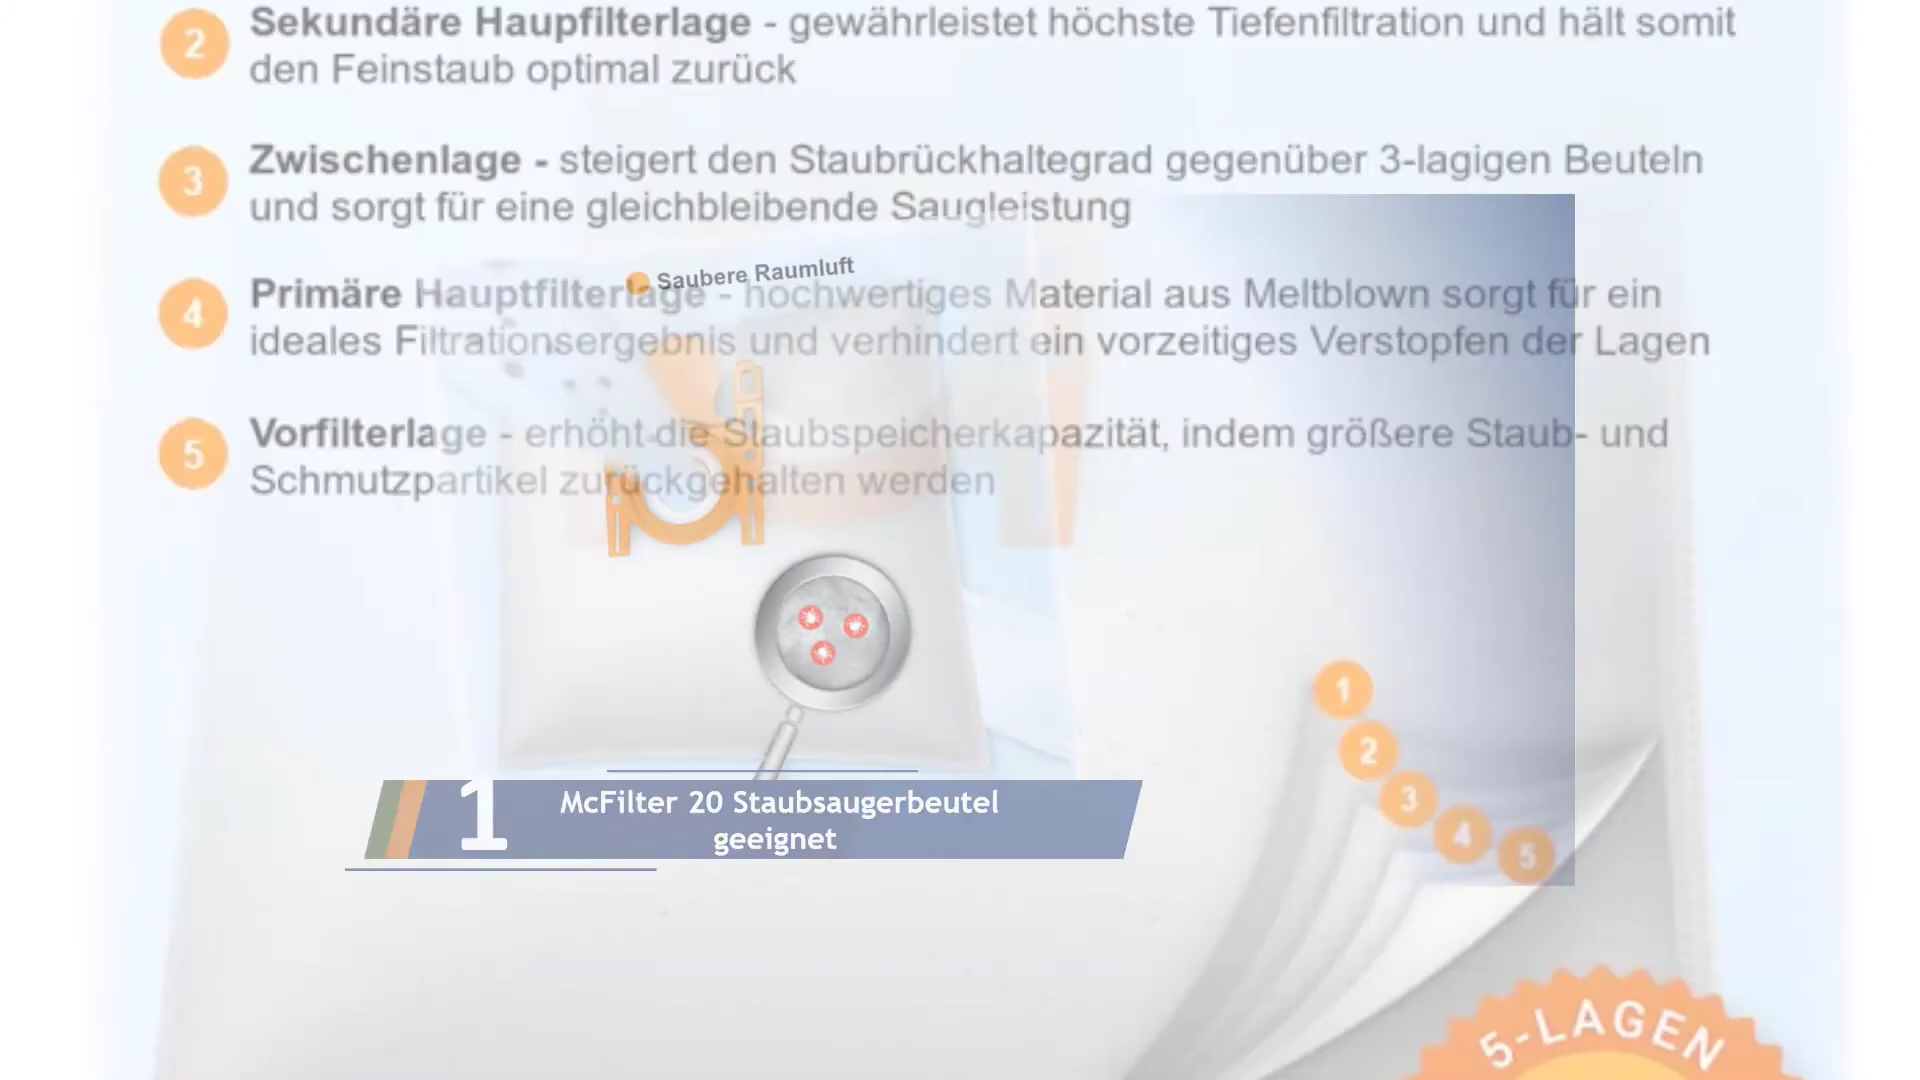 2 Sekundäre Haupfilterlage - gewährleistet höchste Tiefenfiltration und hält somit
den Feinstaub optimal zurück
3 Zwischenlage - steigert den Staubrückhaltegrad gegenüber 3-lagigen Beuteln
und sorgt für eine gleichbleibende Saugleistung
Saubere Raumluft
4 Primäre Hauptfilterlage - hochwertiges Material aus Meltblown sorgt für ein
ideales Filtrationsergebnis und verhindert ein vorzeitiges Verstopfen der Lagen
5 Vorfilterlage - erhöht die Staubspeicherkapazität, indem größere Staub- und
Schmutzpartikel zurückgehalten werden
1
2
3
4
5
1 McFilter 20 Staubsaugerbeutel
geeignet
5-LAGEN